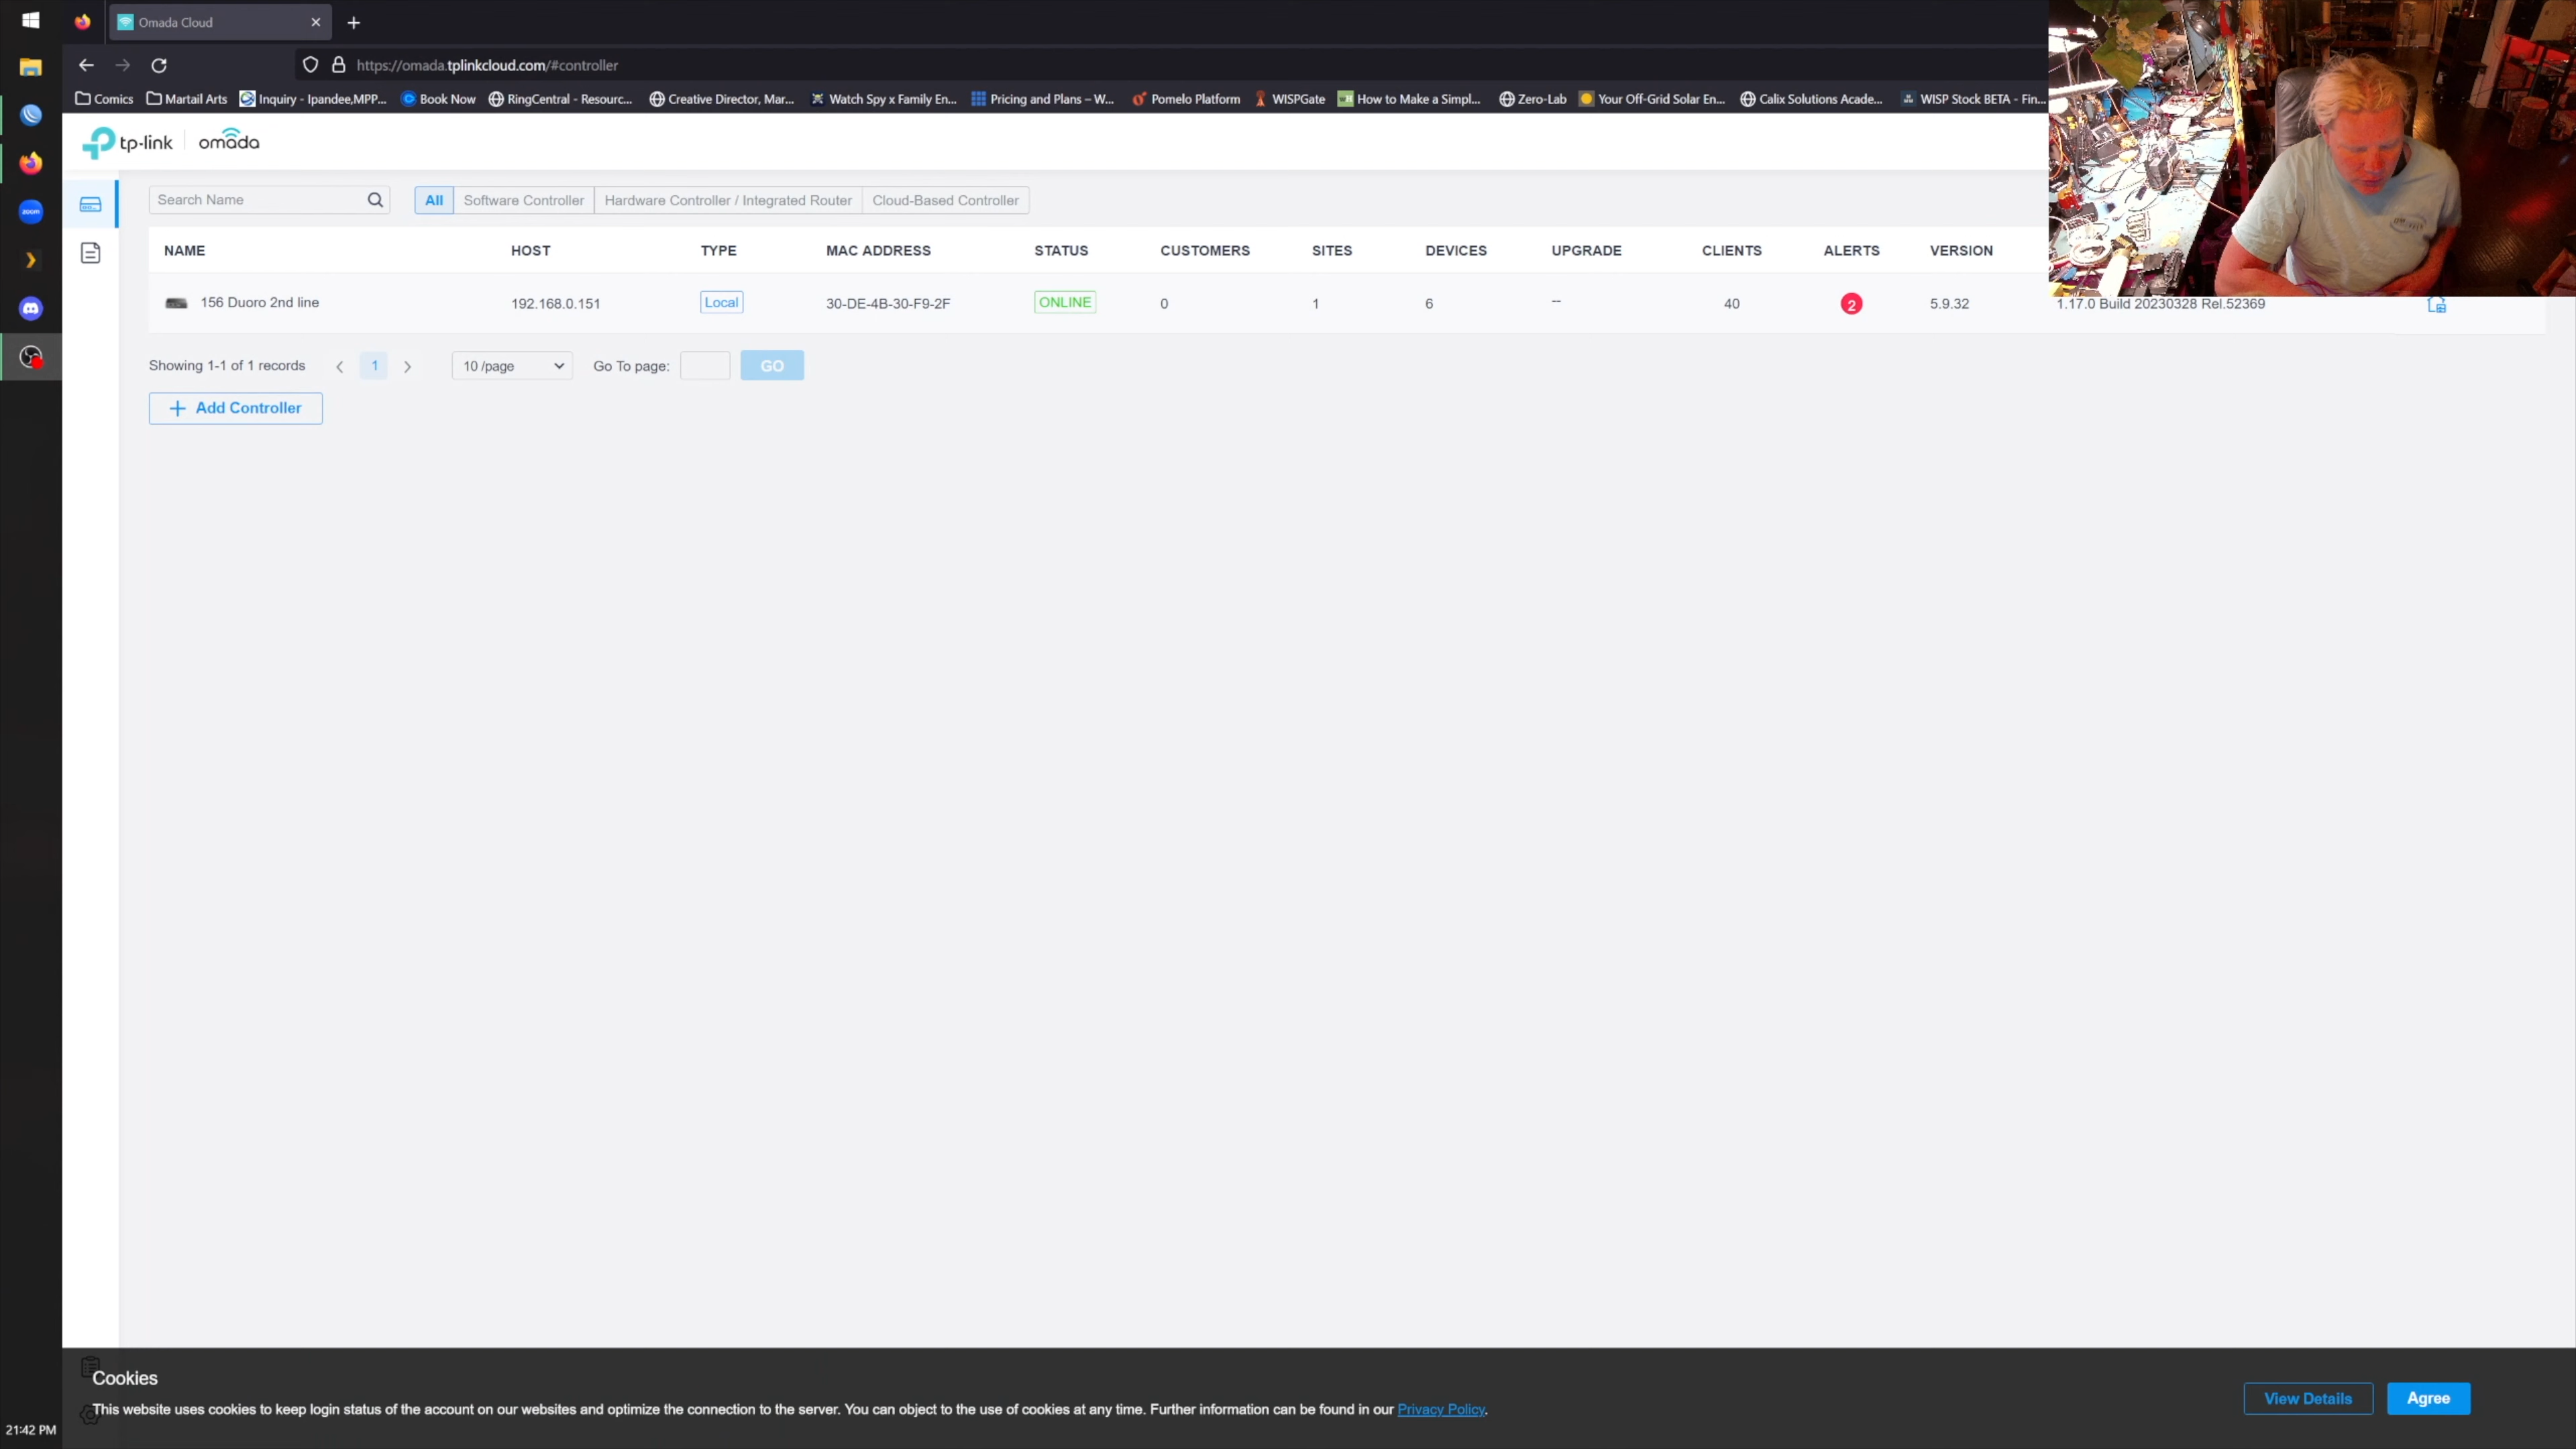 Omada Cloud
https://omada.tplinkcloud.com/#controller
Comics Martail Arts Inquiry - Ipandee,MPP... Book Now RingCentral - Resourc... Creative Director, Mar... Watch Spy x Family En... Pricing and Plans – W... Pomelo Platform WISPGate How to Make a Simpl... Zero-Lab Your Off-Grid Solar En... Calix Solutions Acade... WISP Stock BETA - Fin...
tp-link omada
Search Name All Software Controller Hardware Controller / Integrated Router Cloud-Based Controller
NAME HOST TYPE MAC ADDRESS STATUS CUSTOMERS SITES DEVICES UPGRADE CLIENTS ALERTS VERSION
156 Duoro 2nd line 192.168.0.151 Local 30-DE-4B-30-F9-2F ONLINE 0 1 6 -- 40 2 5.9.32 1.17.0 Build 20230328 Rel.52369
Showing 1-1 of 1 records 1 10 /page Go To page: GO
+ Add Controller
zoom
Cookies
This website uses cookies to keep login status of the account on our websites and optimize the connection to the server. You can object to the use of cookies at any time. Further information can be found in our Privacy Policy.
View Details Agree
21:42 PM